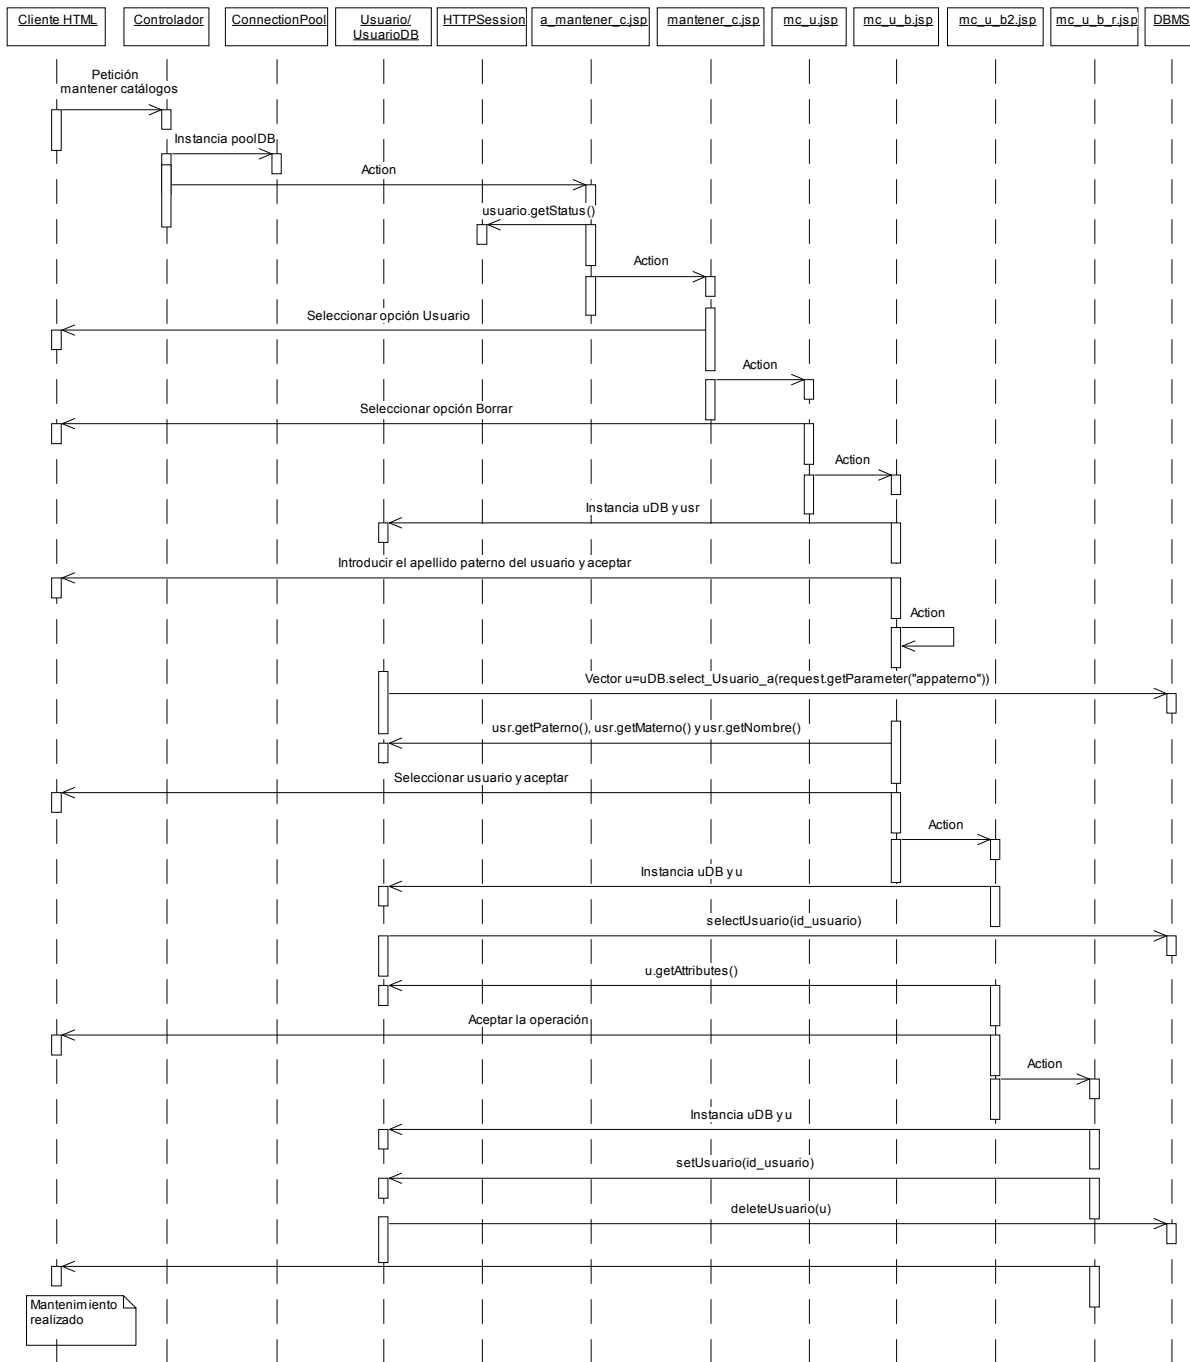 Cliente HTML
Controlador
ConnectionPool
Usuario/
UsuarioDB
HTTPSession
a_mantener_c.jsp
mantener_c.jsp
mc_u.jsp
mc_u_b.jsp
mc_u_b2.jsp
mc_u_b_r.jsp
DBMS
Petición
mantener catálogos
Instancia poolDB
Action
usuario.getStatus()
Action
Seleccionar opción Usuario
Action
Seleccionar opción Borrar
Action
Instancia uDB y usr
Introducir el apellido paterno del usuario y aceptar
Action
Vector u=uDB.select_Usuario_a(request.getParameter("appaterno"))
usr.getPaterno(), usr.getMaterno() y usr.getNombre()
Seleccionar usuario y aceptar
Action
Instancia uDB y u
selectUsuario(id_usuario)
u.getAttributes()
Aceptar la operación
Action
Instancia uDB y u
setUsuario(id_usuario)
deleteUsuario(u)
Mantenimiento
realizado